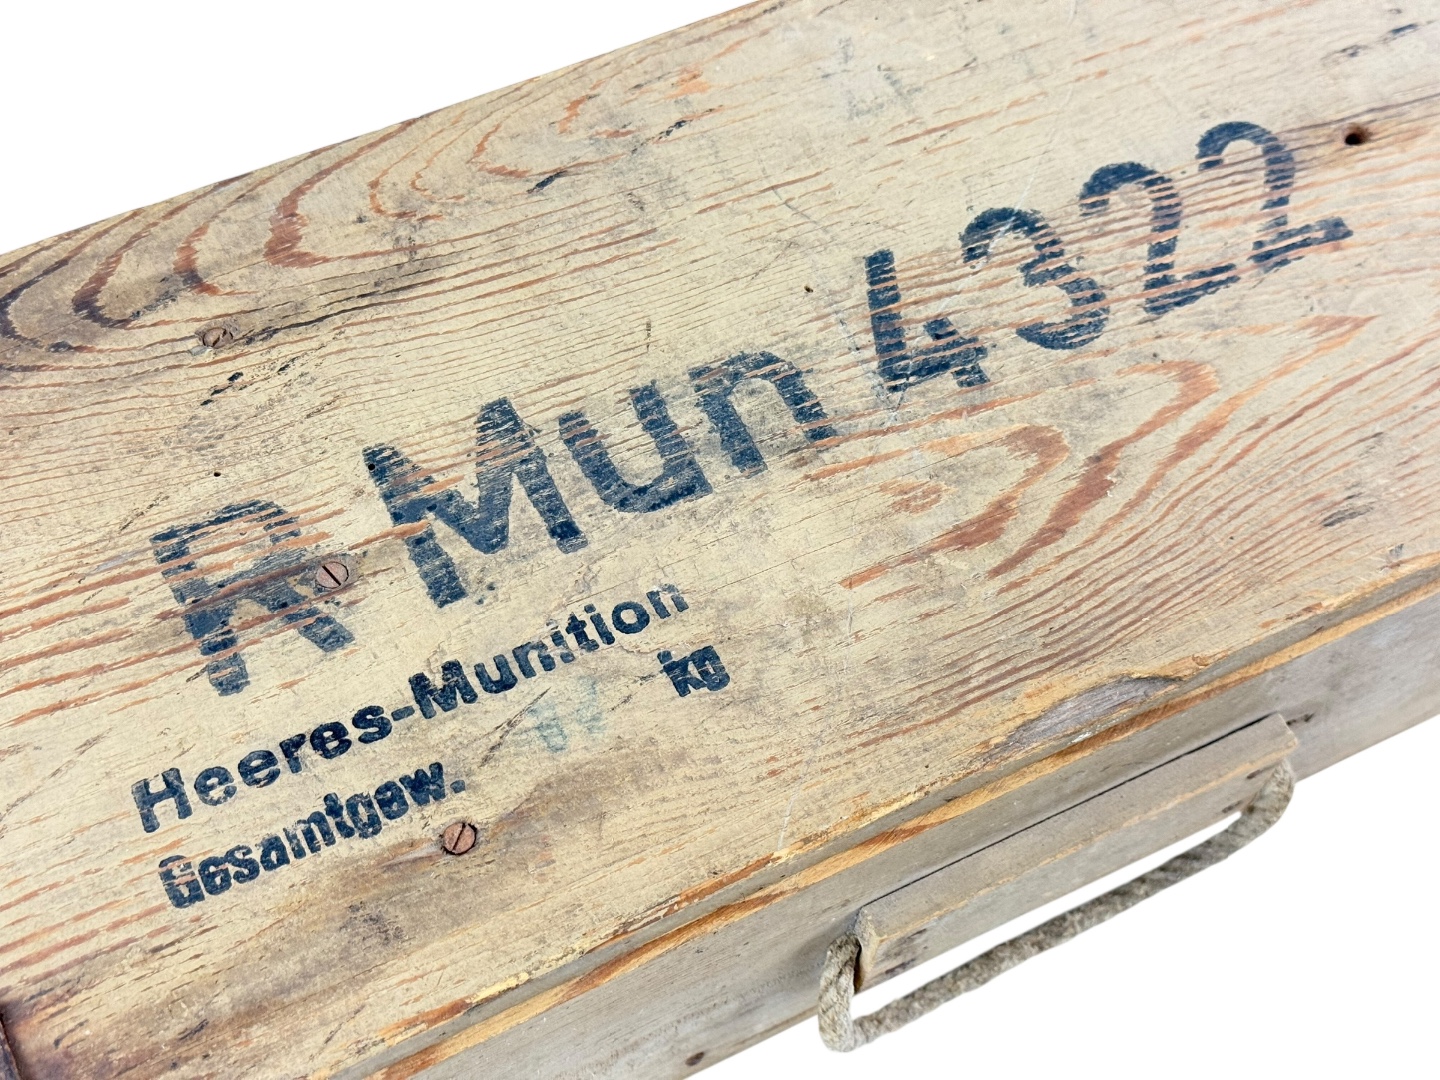 R Mun 4322
Heeres-Munition
Gesamtgew. kg